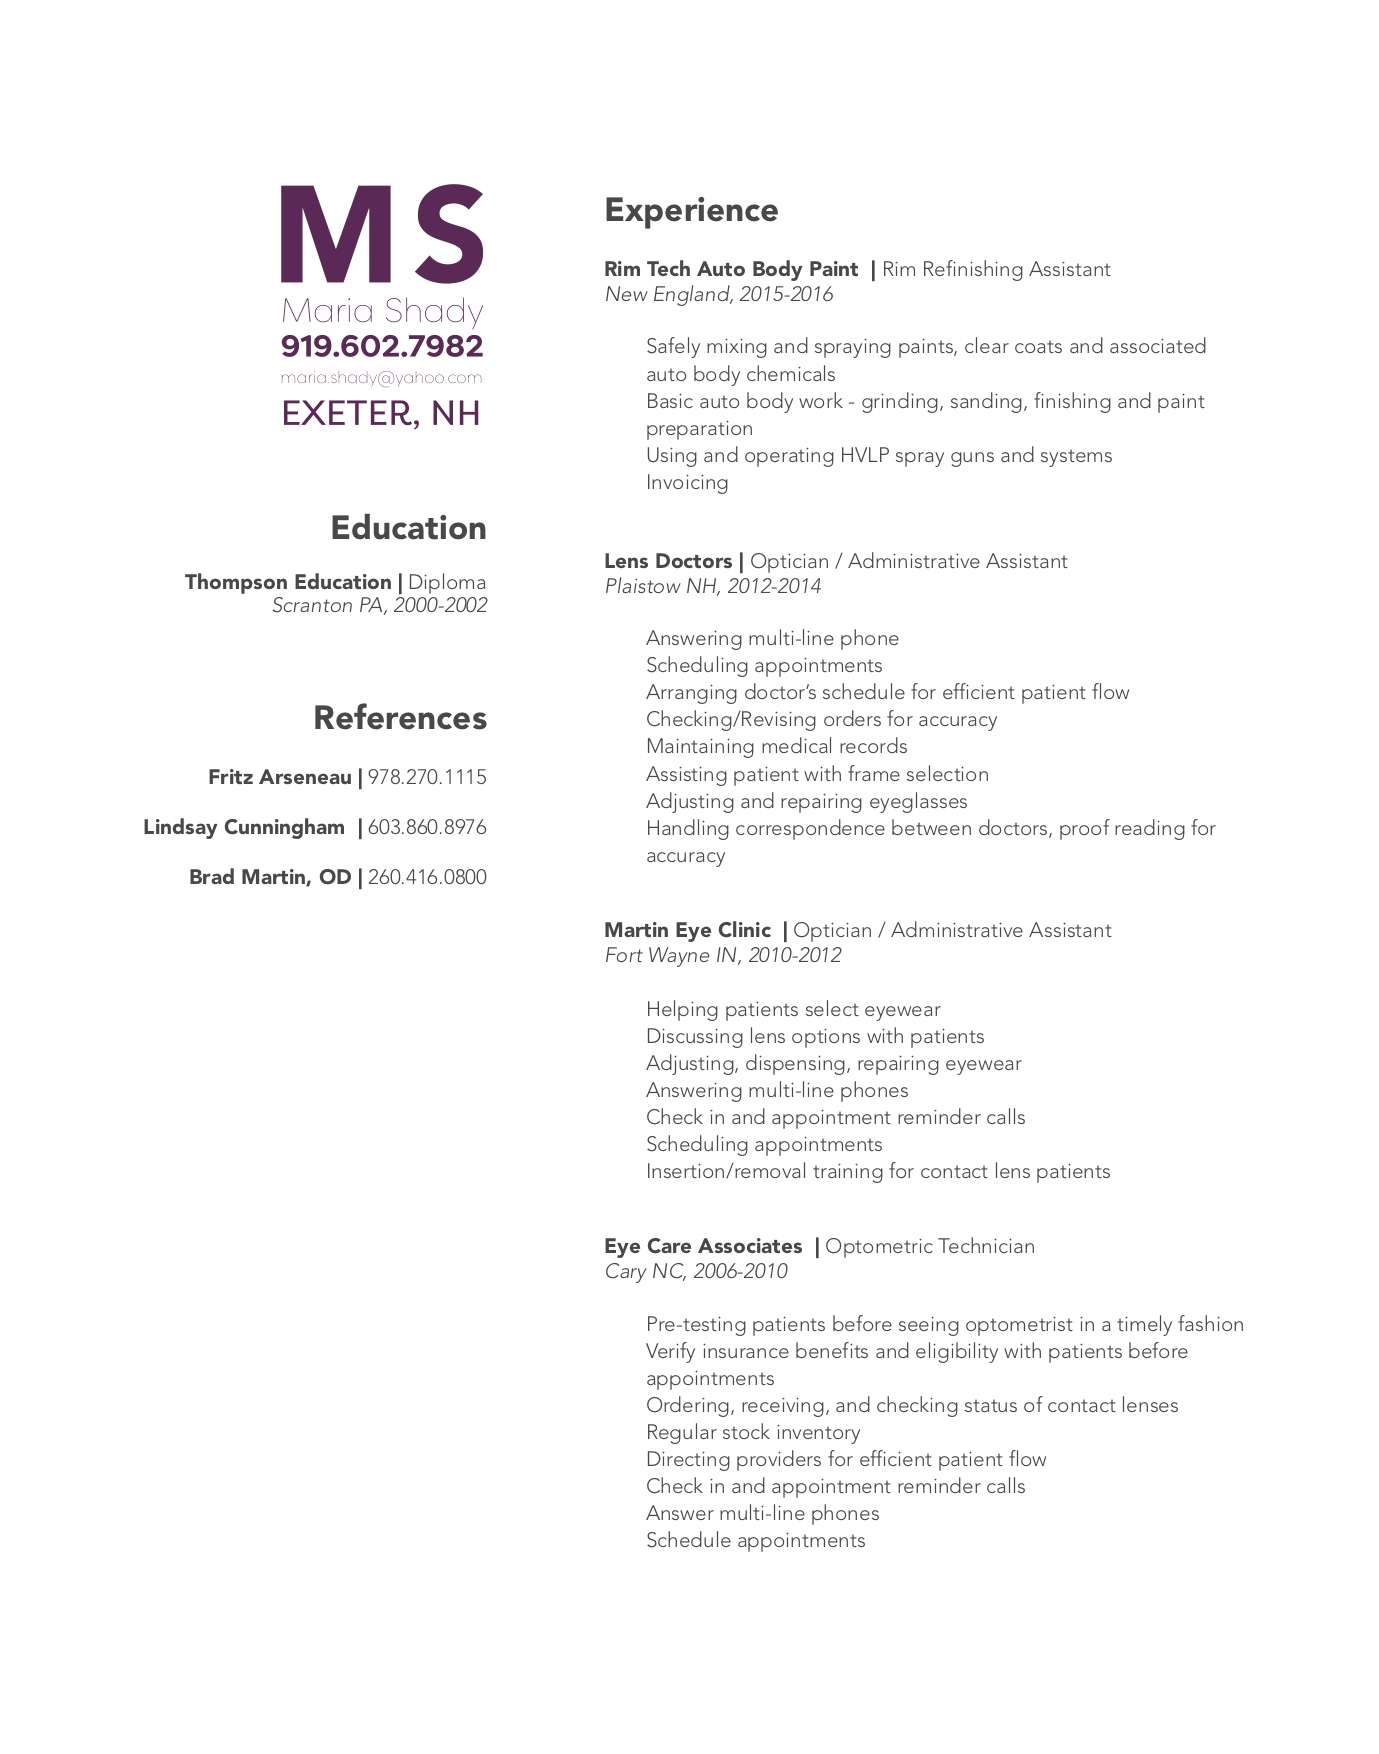 MS
Maria Shady
919.602.7982
maria.shady@yahoo.com
EXETER, NH
Education
Thompson Education | Diploma
Scranton PA, 2000-2002
References
Fritz Arseneau | 978.270.1115
Lindsay Cunningham | 603.860.8976
Brad Martin, OD | 260.416.0800
Experience
Rim Tech Auto Body Paint | Rim Refinishing Assistant
New England, 2015-2016
Safely mixing and spraying paints, clear coats and associated
auto body chemicals
Basic auto body work - grinding, sanding, finishing and paint
preparation
Using and operating HVLP spray guns and systems
Invoicing
Lens Doctors | Optician / Administrative Assistant
Plaistow NH, 2012-2014
Answering multi-line phone
Scheduling appointments
Arranging doctor’s schedule for efficient patient flow
Checking/Revising orders for accuracy
Maintaining medical records
Assisting patient with frame selection
Adjusting and repairing eyeglasses
Handling correspondence between doctors, proof reading for
accuracy
Martin Eye Clinic | Optician / Administrative Assistant
Fort Wayne IN, 2010-2012
Helping patients select eyewear
Discussing lens options with patients
Adjusting, dispensing, repairing eyewear
Answering multi-line phones
Check in and appointment reminder calls
Scheduling appointments
Insertion/removal training for contact lens patients
Eye Care Associates | Optometric Technician
Cary NC, 2006-2010
Pre-testing patients before seeing optometrist in a timely fashion
Verify insurance benefits and eligibility with patients before
appointments
Ordering, receiving, and checking status of contact lenses
Regular stock inventory
Directing providers for efficient patient flow
Check in and appointment reminder calls
Answer multi-line phones
Schedule appointments